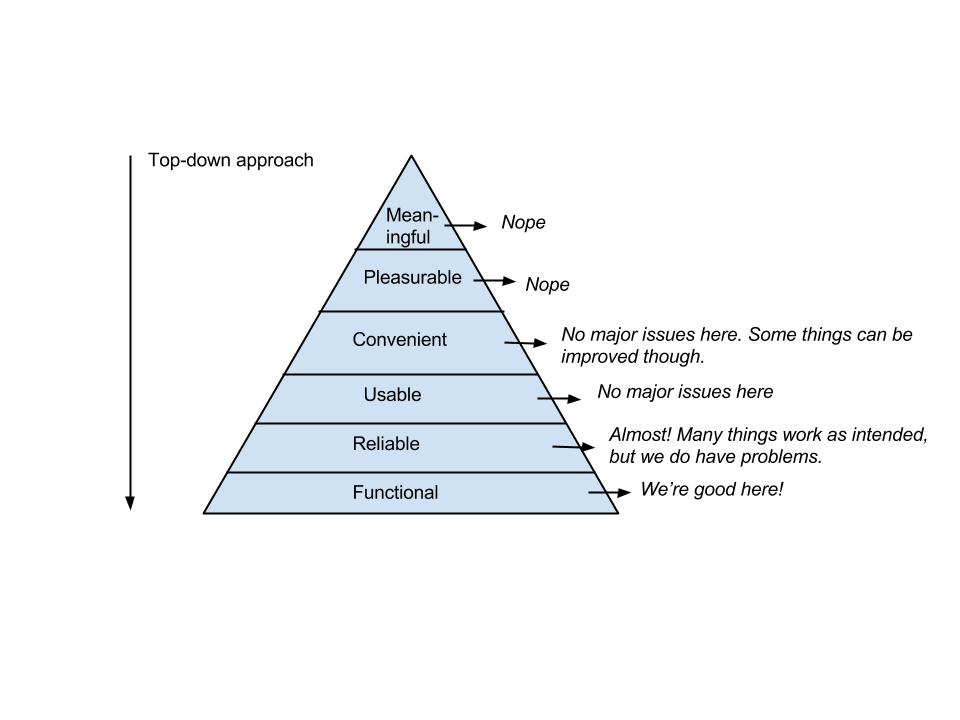 Top-down approach
Mean-
ingful
Nope
Pleasurable
Nope
Convenient
No major issues here. Some things can be
improved though.
Usable
No major issues here
Reliable
Almost! Many things work as intended,
but we do have problems.
Functional
We're good here!